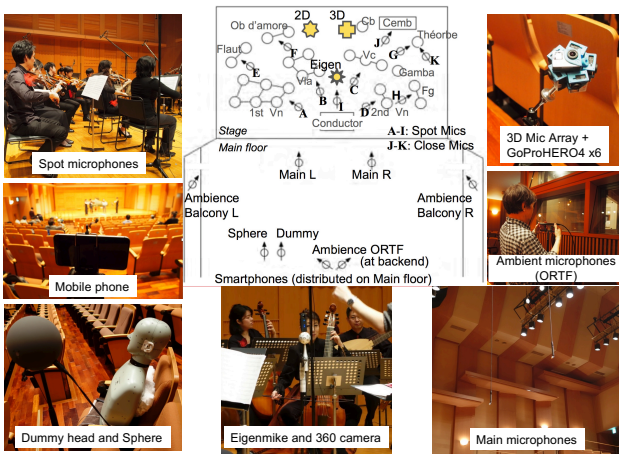 2D 3D
Ob d'amore
Cb
Cemb
Flaut
F
J
G
Théorbe
K
E
Vc
Eigen
Vla
C
Gamba
B
I
H
Fg
1st Vn
A
D
2nd Vn
Conductor
Stage
A-I: Spot Mics
Main floor
J-K: Close Mics
Main L
Main R
Ambience
Balcony L
Ambience
Balcony R
Sphere
Dummy
Ambience ORTF
(at backend)
Smartphones (distributed on Main floor)
Spot microphones
3D Mic Array +
GoProHERO4 x6
Mobile phone
Ambient microphones
(ORTF)
Dummy head and Sphere
Eigenmike and 360 camera
Main microphones